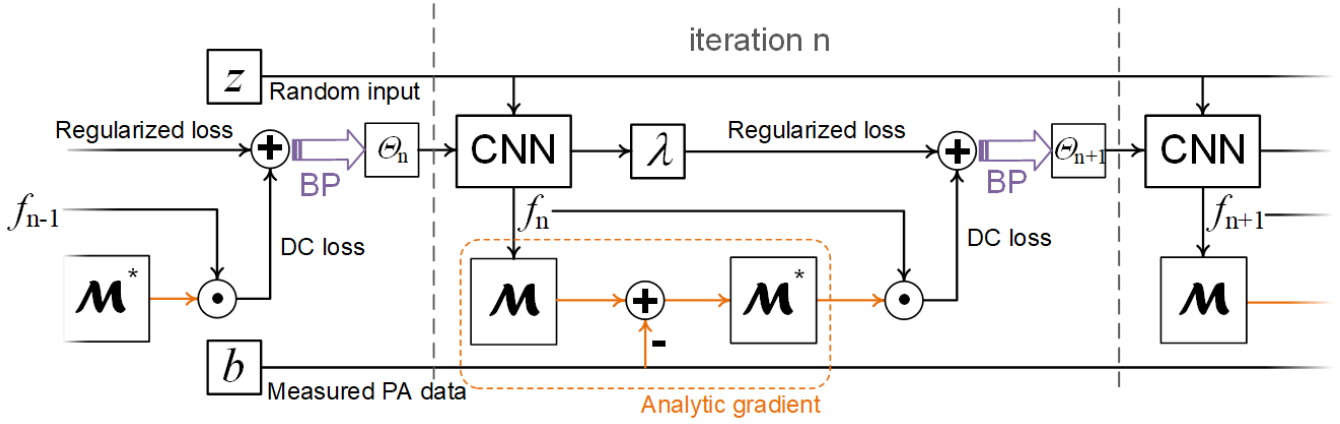 iteration n
z
Random input
Regularized loss
+
BP
Θn
CNN
λ
Regularized loss
+
BP
Θn+1
CNN
fn-1
DC loss
fn
DC loss
fn+1
M*
M
+
-
M*
M
b
Measured PA data
Analytic gradient